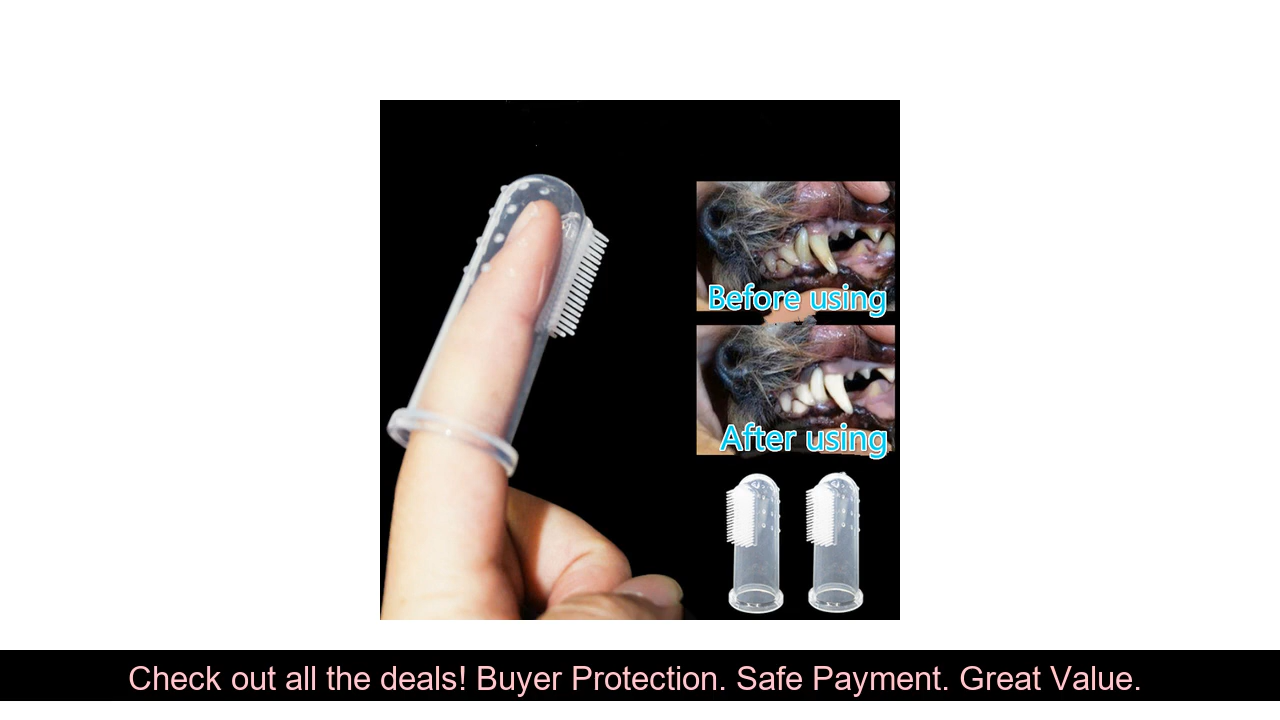 Before using
After using
Check out all the deals! Buyer Protection. Safe Payment. Great Value.